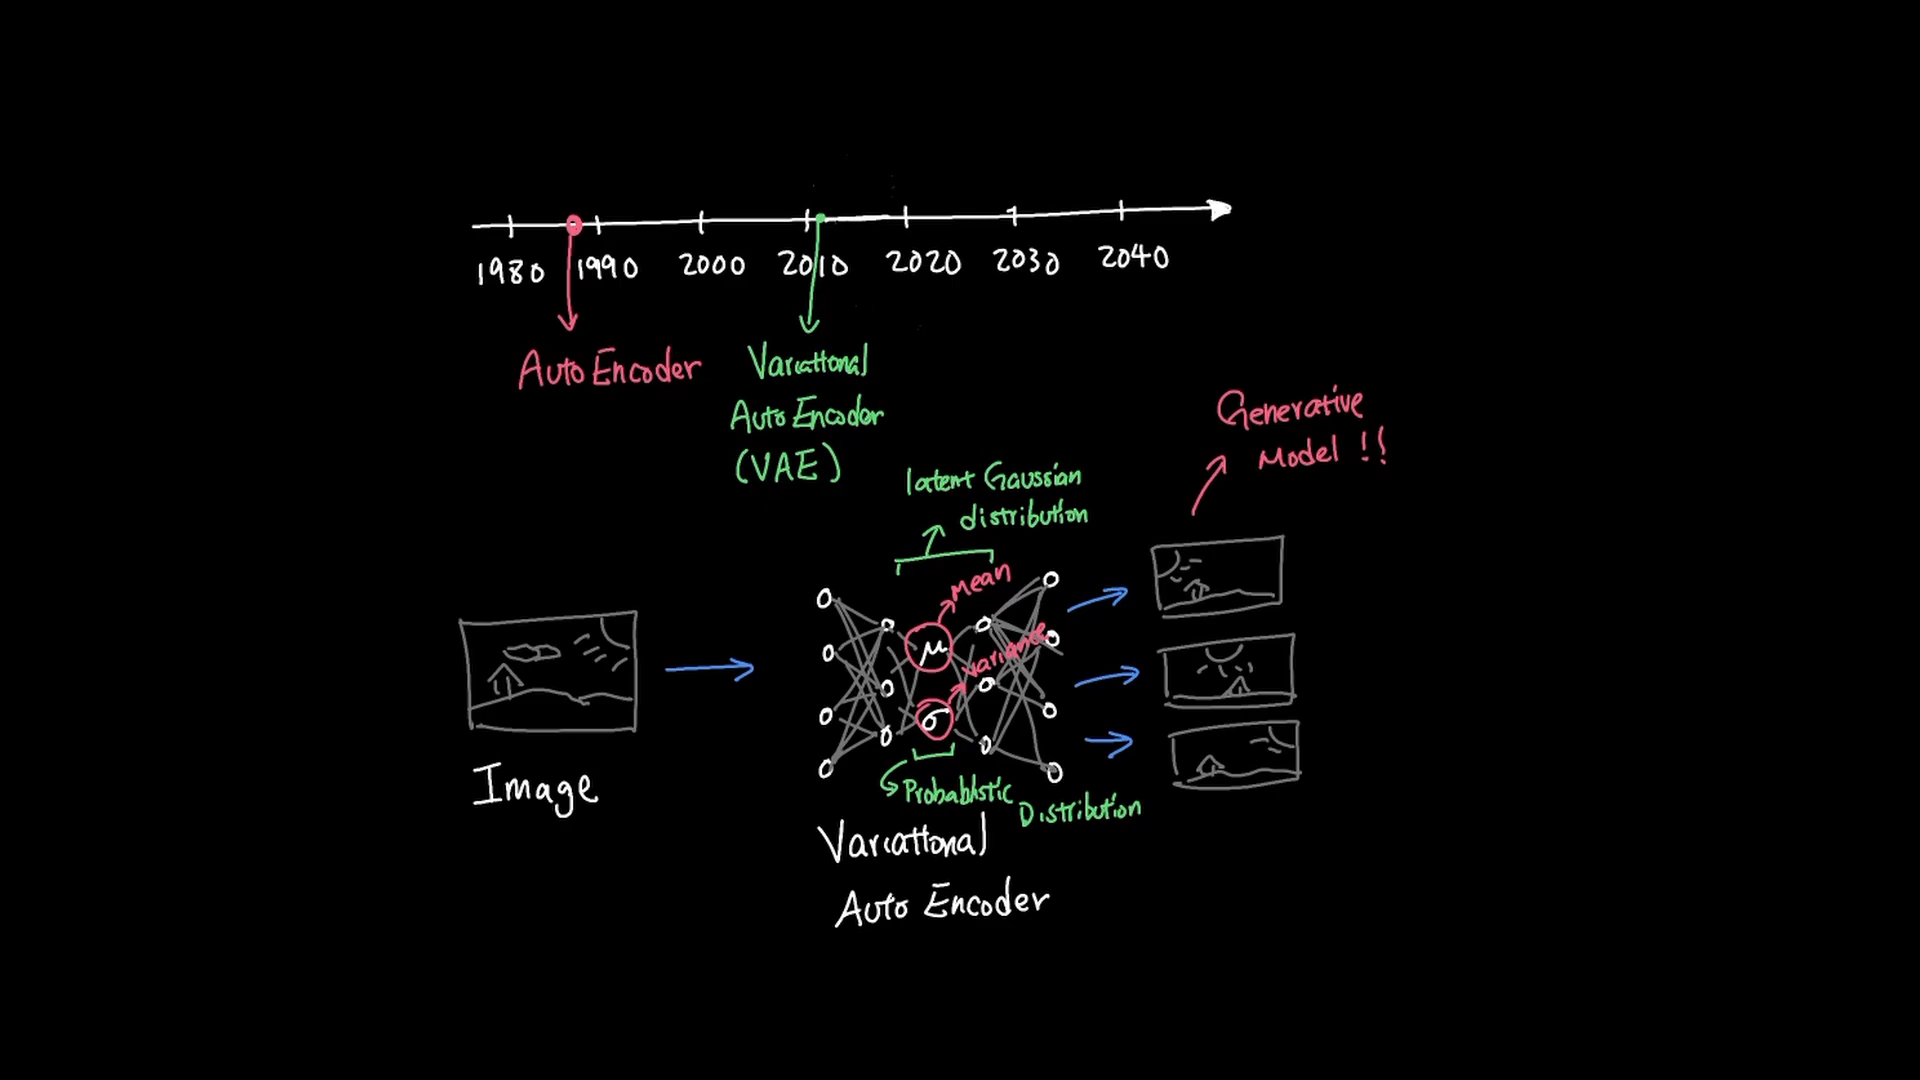 1980 1990 2000 2010 2020 2030 2040
Auto Encoder
Variational
Auto Encoder
(VAE)
Generative
Model !!
latent Gaussian
distribution
Mean
μ
variance
σ
Probablistic
Distribution
Image
Variational
Auto Encoder